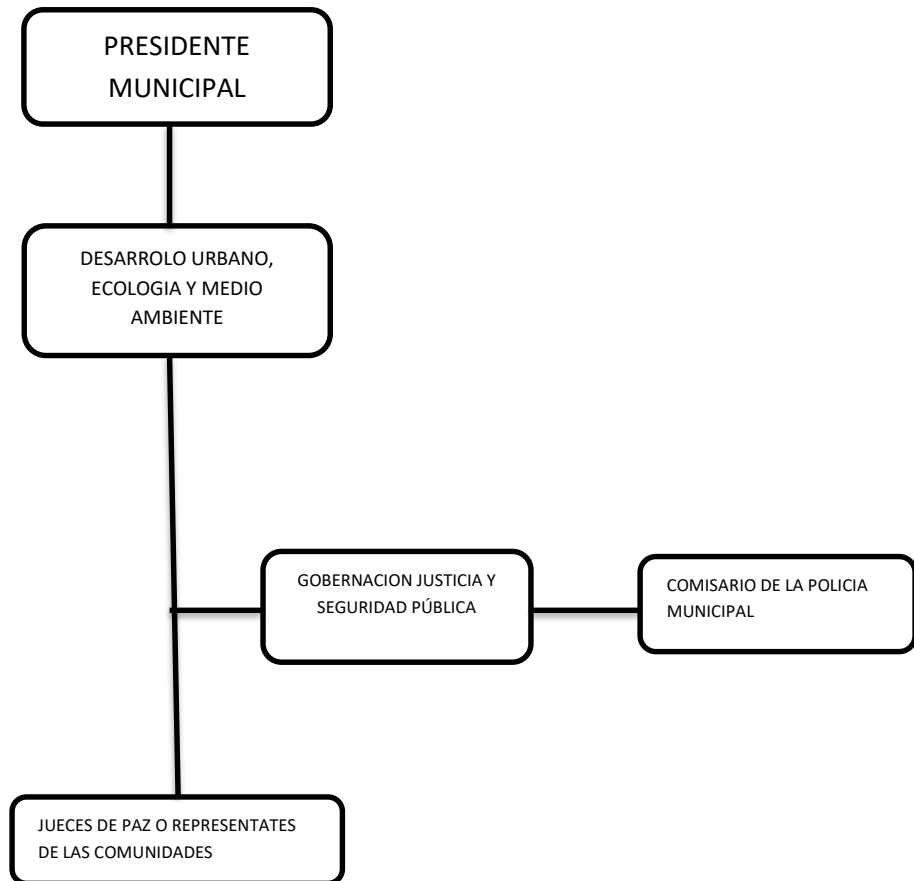 PRESIDENTE
MUNICIPAL
DESARROLO URBANO,
ECOLOGIA Y MEDIO
AMBIENTE
GOBERNACION JUSTICIA Y
SEGURIDAD PÚBLICA
COMISARIO DE LA POLICIA
MUNICIPAL
JUECES DE PAZ O REPRESENTATES
DE LAS COMUNIDADES